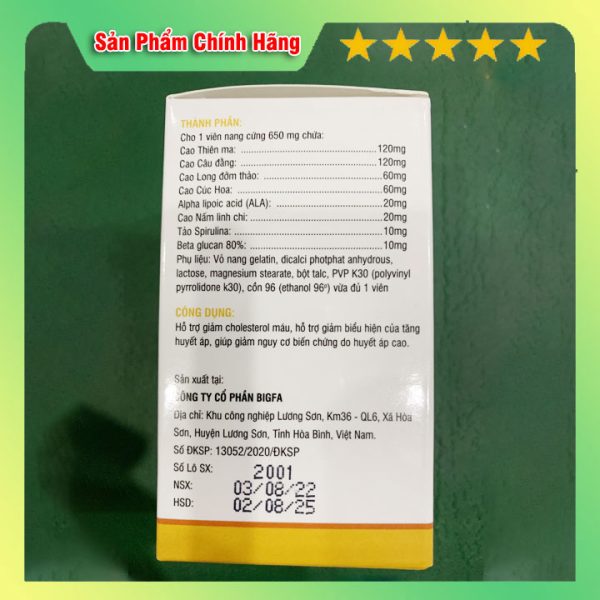 Sản Phẩm Chính Hãng
THÀNH PHẦN:
Cho 1 viên nang cứng 650 mg chứa:
Cao Thiên ma: 120mg
Cao Câu đằng: 120mg
Cao Long đởm thảo: 60mg
Cao Cúc Hoa: 60mg
Alpha lipoic acid (ALA): 20mg
Cao Nấm linh chi: 20mg
Tảo Spirulina: 10mg
Beta glucan 80%: 10mg
Phụ liệu: Vỏ nang gelatin, dicalci photphat anhydrous,
lactose, magnesium stearate, bột talc, PVP K30 (polyvinyl
pyrrolidone k30), cồn 96 (ethanol 96º) vừa đủ 1 viên
CÔNG DỤNG:
Hỗ trợ giảm cholesterol máu, hỗ trợ giảm biểu hiện của tăng
huyết áp, giúp giảm nguy cơ biến chứng do huyết áp cao.
Sản xuất tại:
CÔNG TY CỔ PHẦN BIGFA
Địa chỉ: Khu công nghiệp Lương Sơn, Km36 - QL6, Xã Hòa
Sơn, Huyện Lương Sơn, Tỉnh Hòa Bình, Việt Nam.
Số ĐKSP: 13052/2020/ĐKSP
Số Lô SX: 2001
NSX: 03/08/22
HSD: 02/08/25